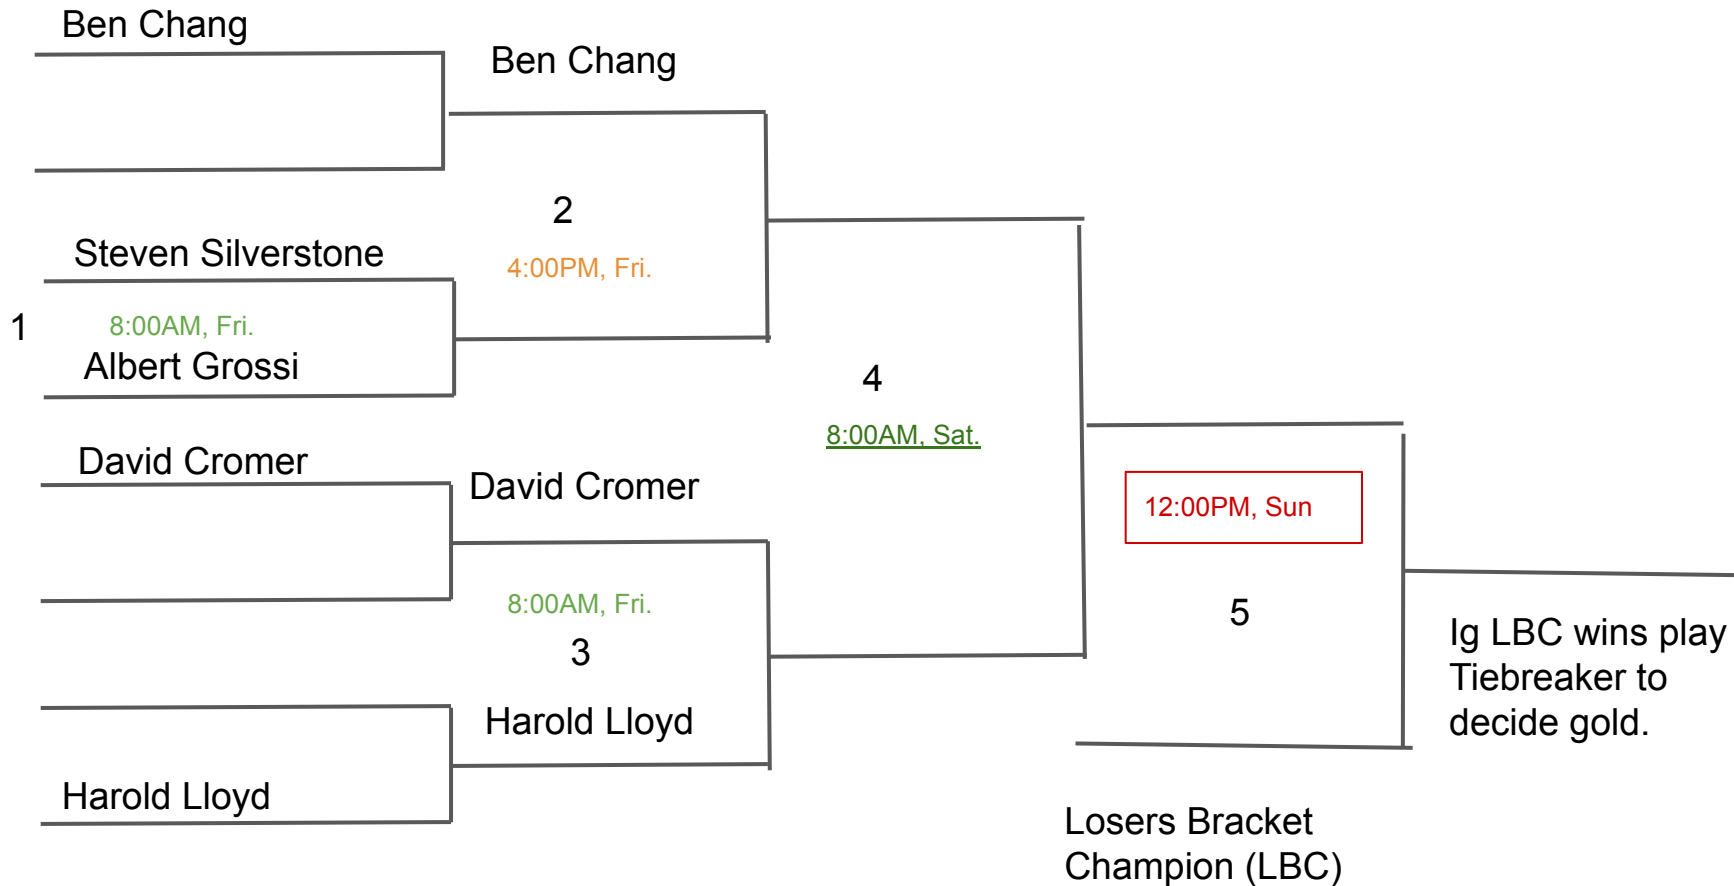 Ben Chang
Ben Chang
2
4:00PM, Fri.
Steven Silverstone
1
8:00AM, Fri.
Albert Grossi
4
8:00AM, Sat.
David Cromer
David Cromer
8:00AM, Fri.
3
Harold Lloyd
Harold Lloyd
12:00PM, Sun
5
Ig LBC wins play
Tiebreaker to
decide gold.
Losers Bracket
Champion (LBC)